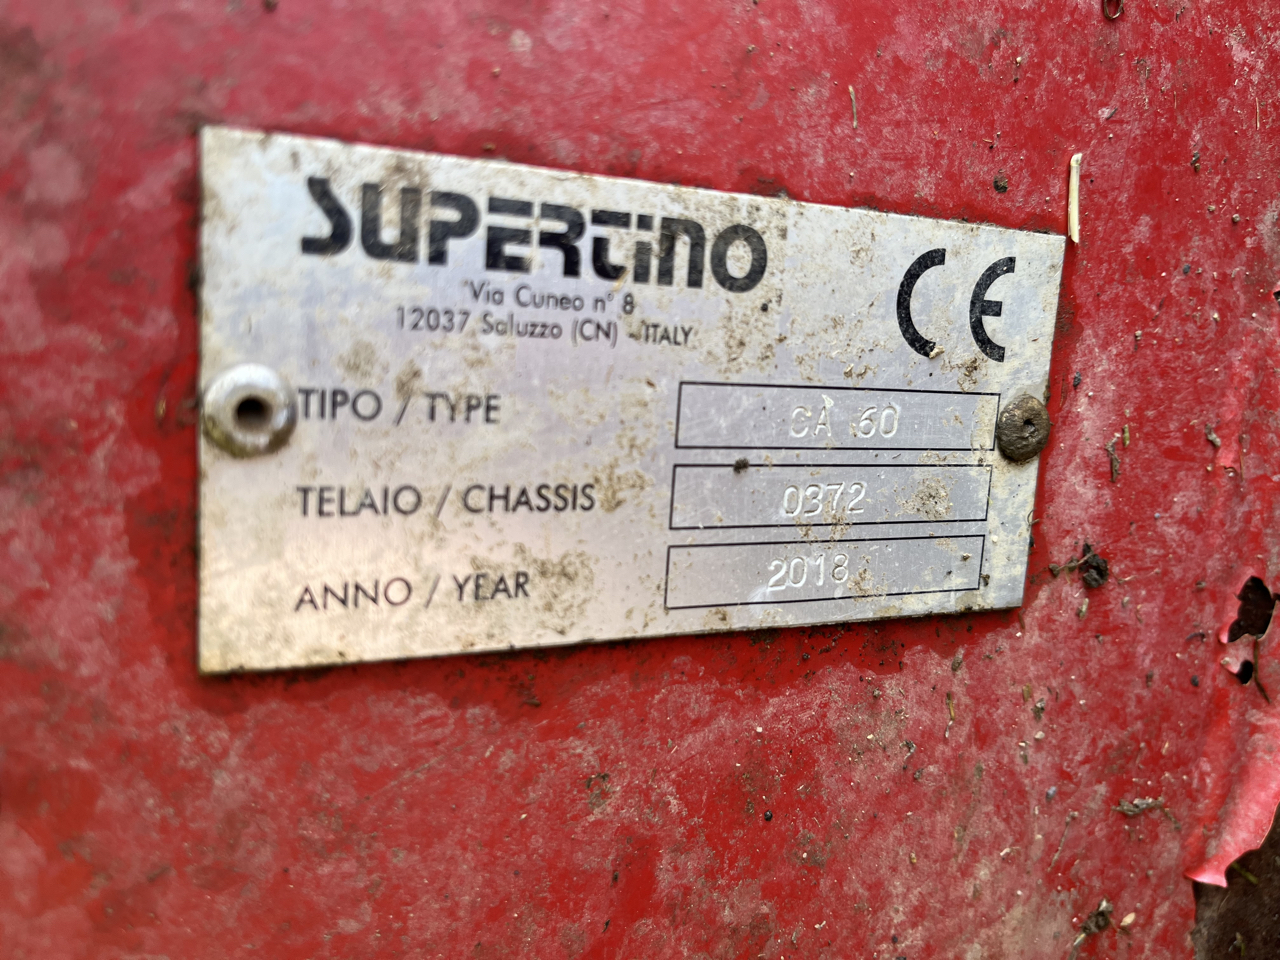 SUPERTINO
Via Cuneo n° 8
12037 Saluzzo (CN) - ITALY
CE
TIPO / TYPE CA 60
TELAIO / CHASSIS 0372
ANNO / YEAR 2018